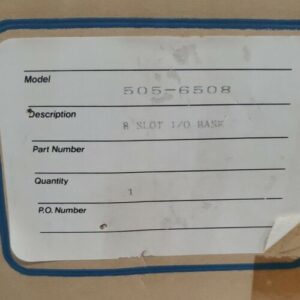 Model
505-6508
Description
8 SLOT I/O BASE
Part Number
Quantity
1
P.O. Number